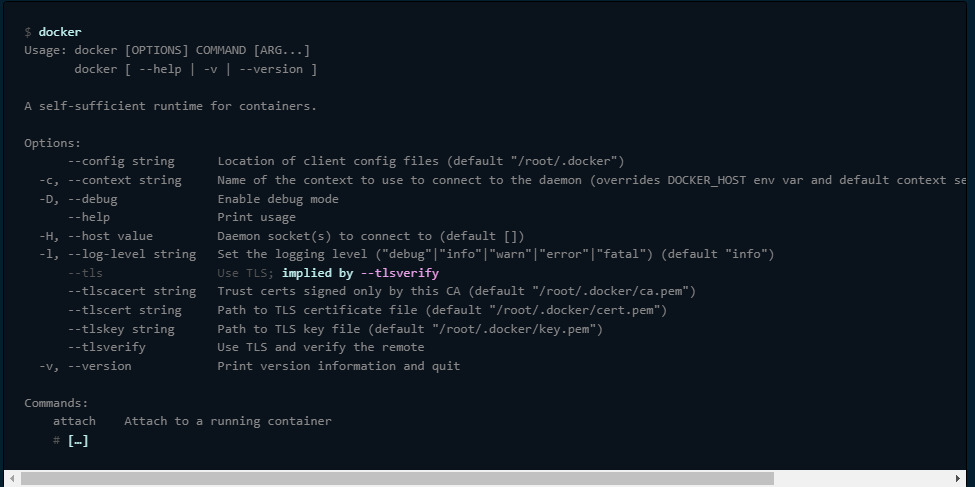 $ docker
Usage: docker [OPTIONS] COMMAND [ARG...]
       docker [ --help | -v | --version ]

A self-sufficient runtime for containers.

Options:
      --config string      Location of client config files (default "/root/.docker")
  -c, --context string     Name of the context to use to connect to the daemon (overrides DOCKER_HOST env var and default context se
  -D, --debug              Enable debug mode
      --help               Print usage
  -H, --host value         Daemon socket(s) to connect to (default [])
  -l, --log-level string   Set the logging level ("debug"|"info"|"warn"|"error"|"fatal") (default "info")
      --tls                Use TLS; implied by --tlsverify
      --tlscacert string   Trust certs signed only by this CA (default "/root/.docker/ca.pem")
      --tlscert string     Path to TLS certificate file (default "/root/.docker/cert.pem")
      --tlskey string      Path to TLS key file (default "/root/.docker/key.pem")
      --tlsverify          Use TLS and verify the remote
  -v, --version            Print version information and quit

Commands:
    attach    Attach to a running container
    # […]